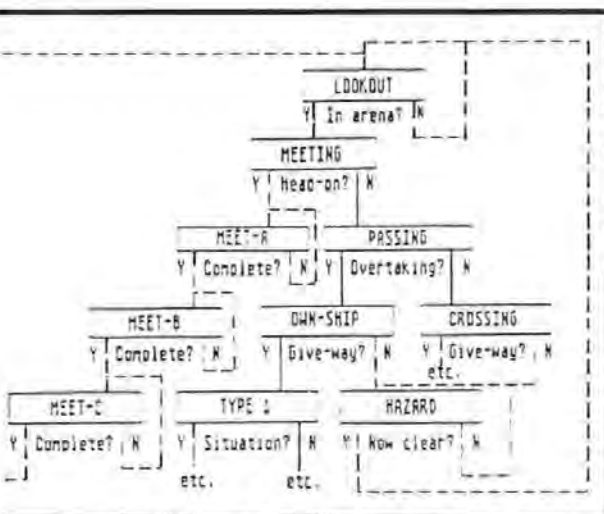 LOOKOUT
Y In arena? N
MEETING
Y Head-on? N
MEET-A PASSING
Y Complete? N Y Overtaking? N
MEET-B OWN-SHIP CROSSING
Y Complete? N Y Give-way? N Y Give-way? N
etc.
MEET-C TYPE 1 HAZARD
Y Complete? N Y Situation? N Y Now clear? N
etc. etc.